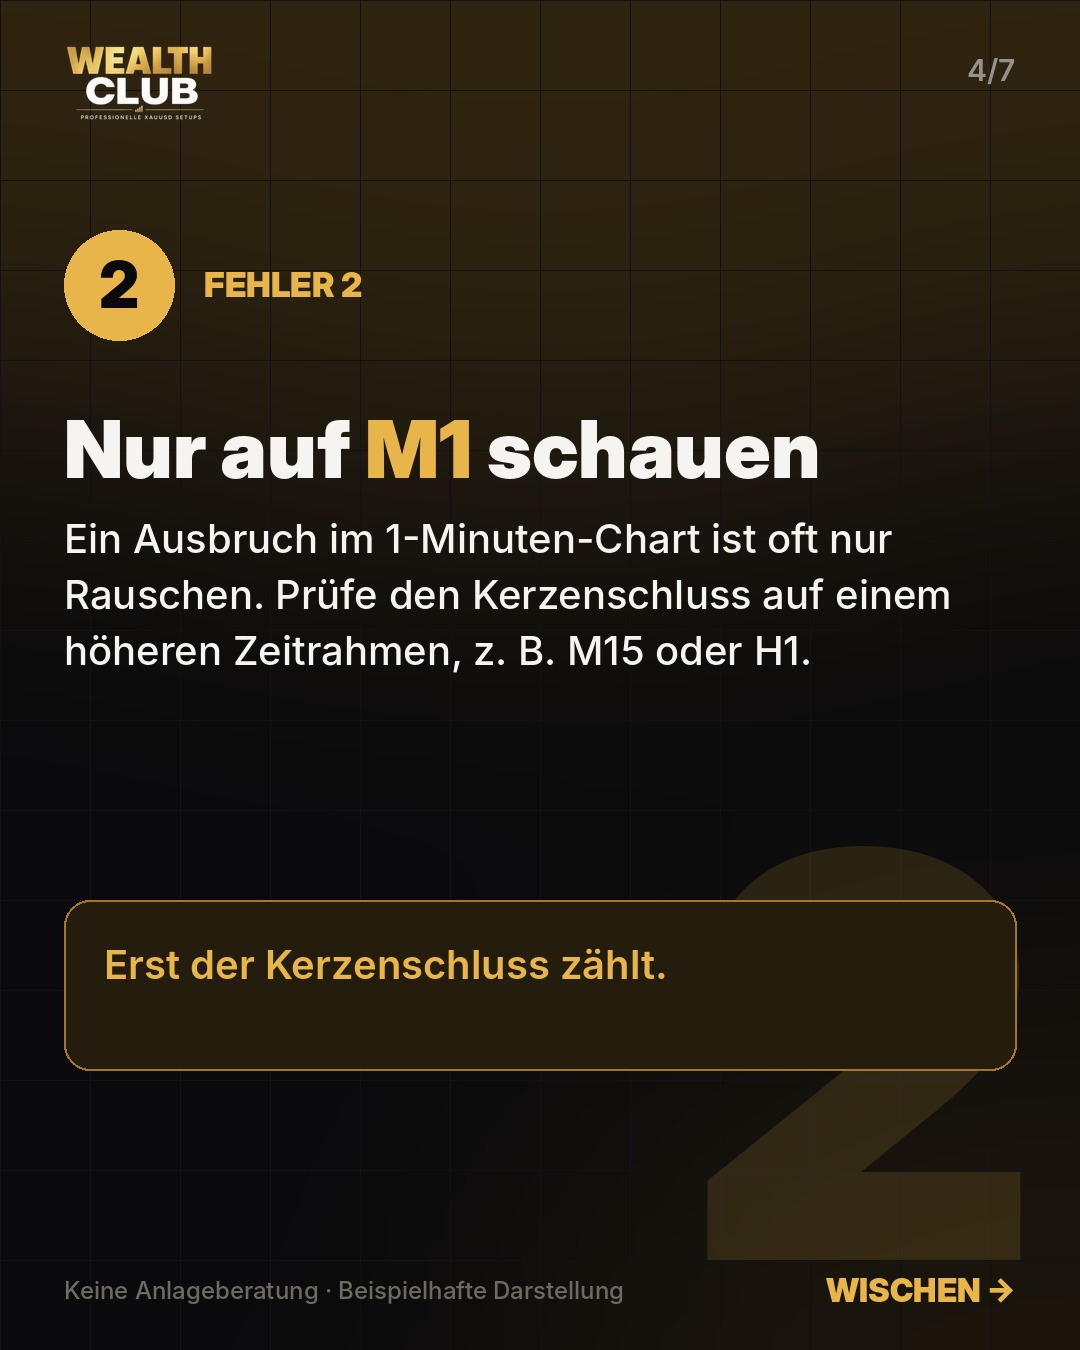 WEALTH
CLUB
PROFESSIONELLE XAUUSD SETUPS
4/7
2
FEHLER 2
Nur auf M1 schauen
Ein Ausbruch im 1-Minuten-Chart ist oft nur
Rauschen. Prüfe den Kerzenschluss auf einem
höheren Zeitrahmen, z. B. M15 oder H1.
Erst der Kerzenschluss zählt.
2
Keine Anlageberatung · Beispielhafte Darstellung
WISCHEN →